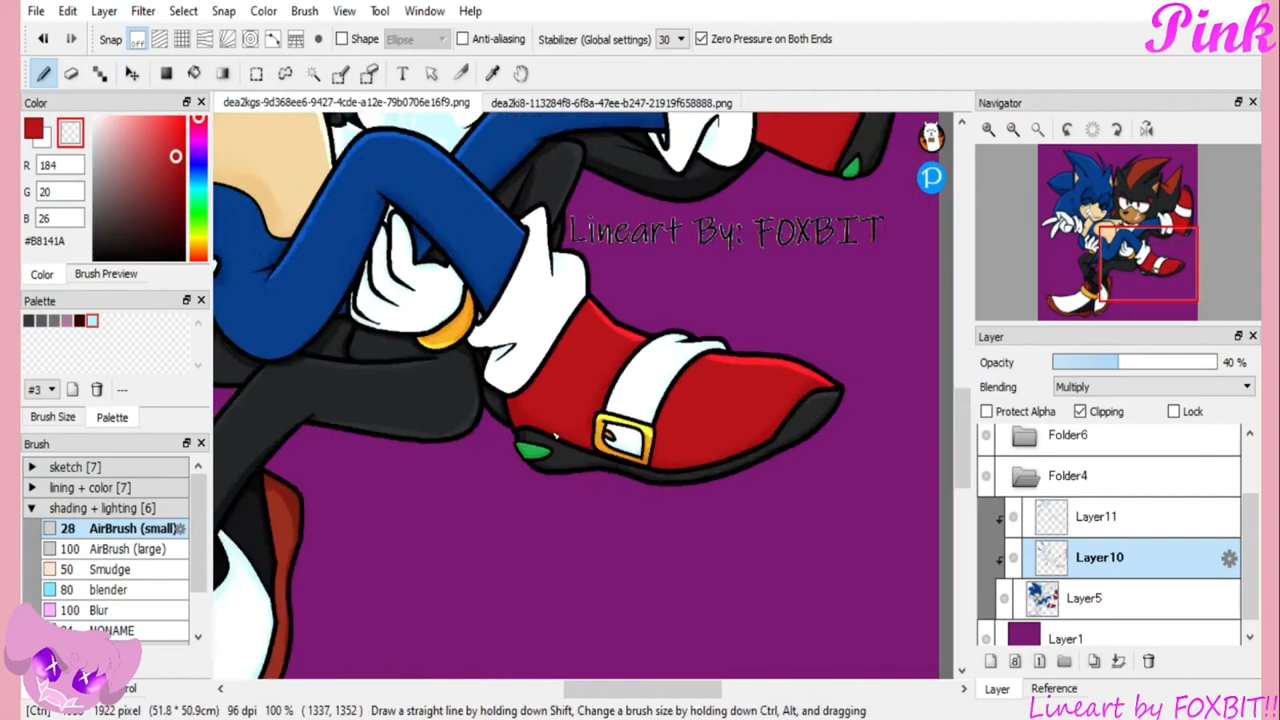 File Edit Layer Filter Select Snap Color Brush View Tool Window Help
Pink
Snap off Shape Ellipse Anti-aliasing Stabilizer (Global settings) 30 Zero Pressure on Both Ends
Color
dea2kgs-9d368ee6-9427-4cde-a12e-79b0706e16f9.png dea2ki8-113284f8-6f8a-47ee-b247-21919f658888.png
Navigator
R 184
G 20
B 26
#B8141A
Color Brush Preview
Palette
#3 ---
Brush Size Palette
Brush
sketch [7]
lining + color [7]
shading + lighting [6]
28 AirBrush (small)
100 AirBrush (large)
50 Smudge
80 blender
100 Blur
NONAME
Lineart By: FOXBIT
P
Layer
Opacity 40 %
Blending Multiply
Protect Alpha Clipping Lock
Folder6
Folder4
Layer11
Layer10
Layer5
Layer1
8 1
Layer Reference
Lineart by FOXBIT!!
1922 pixel (51.8 * 50.9cm) 96 dpi 100 % ( 1337, 1352 ) Draw a straight line by holding down Shift, Change a brush size by holding down Ctrl, Alt, and dragging